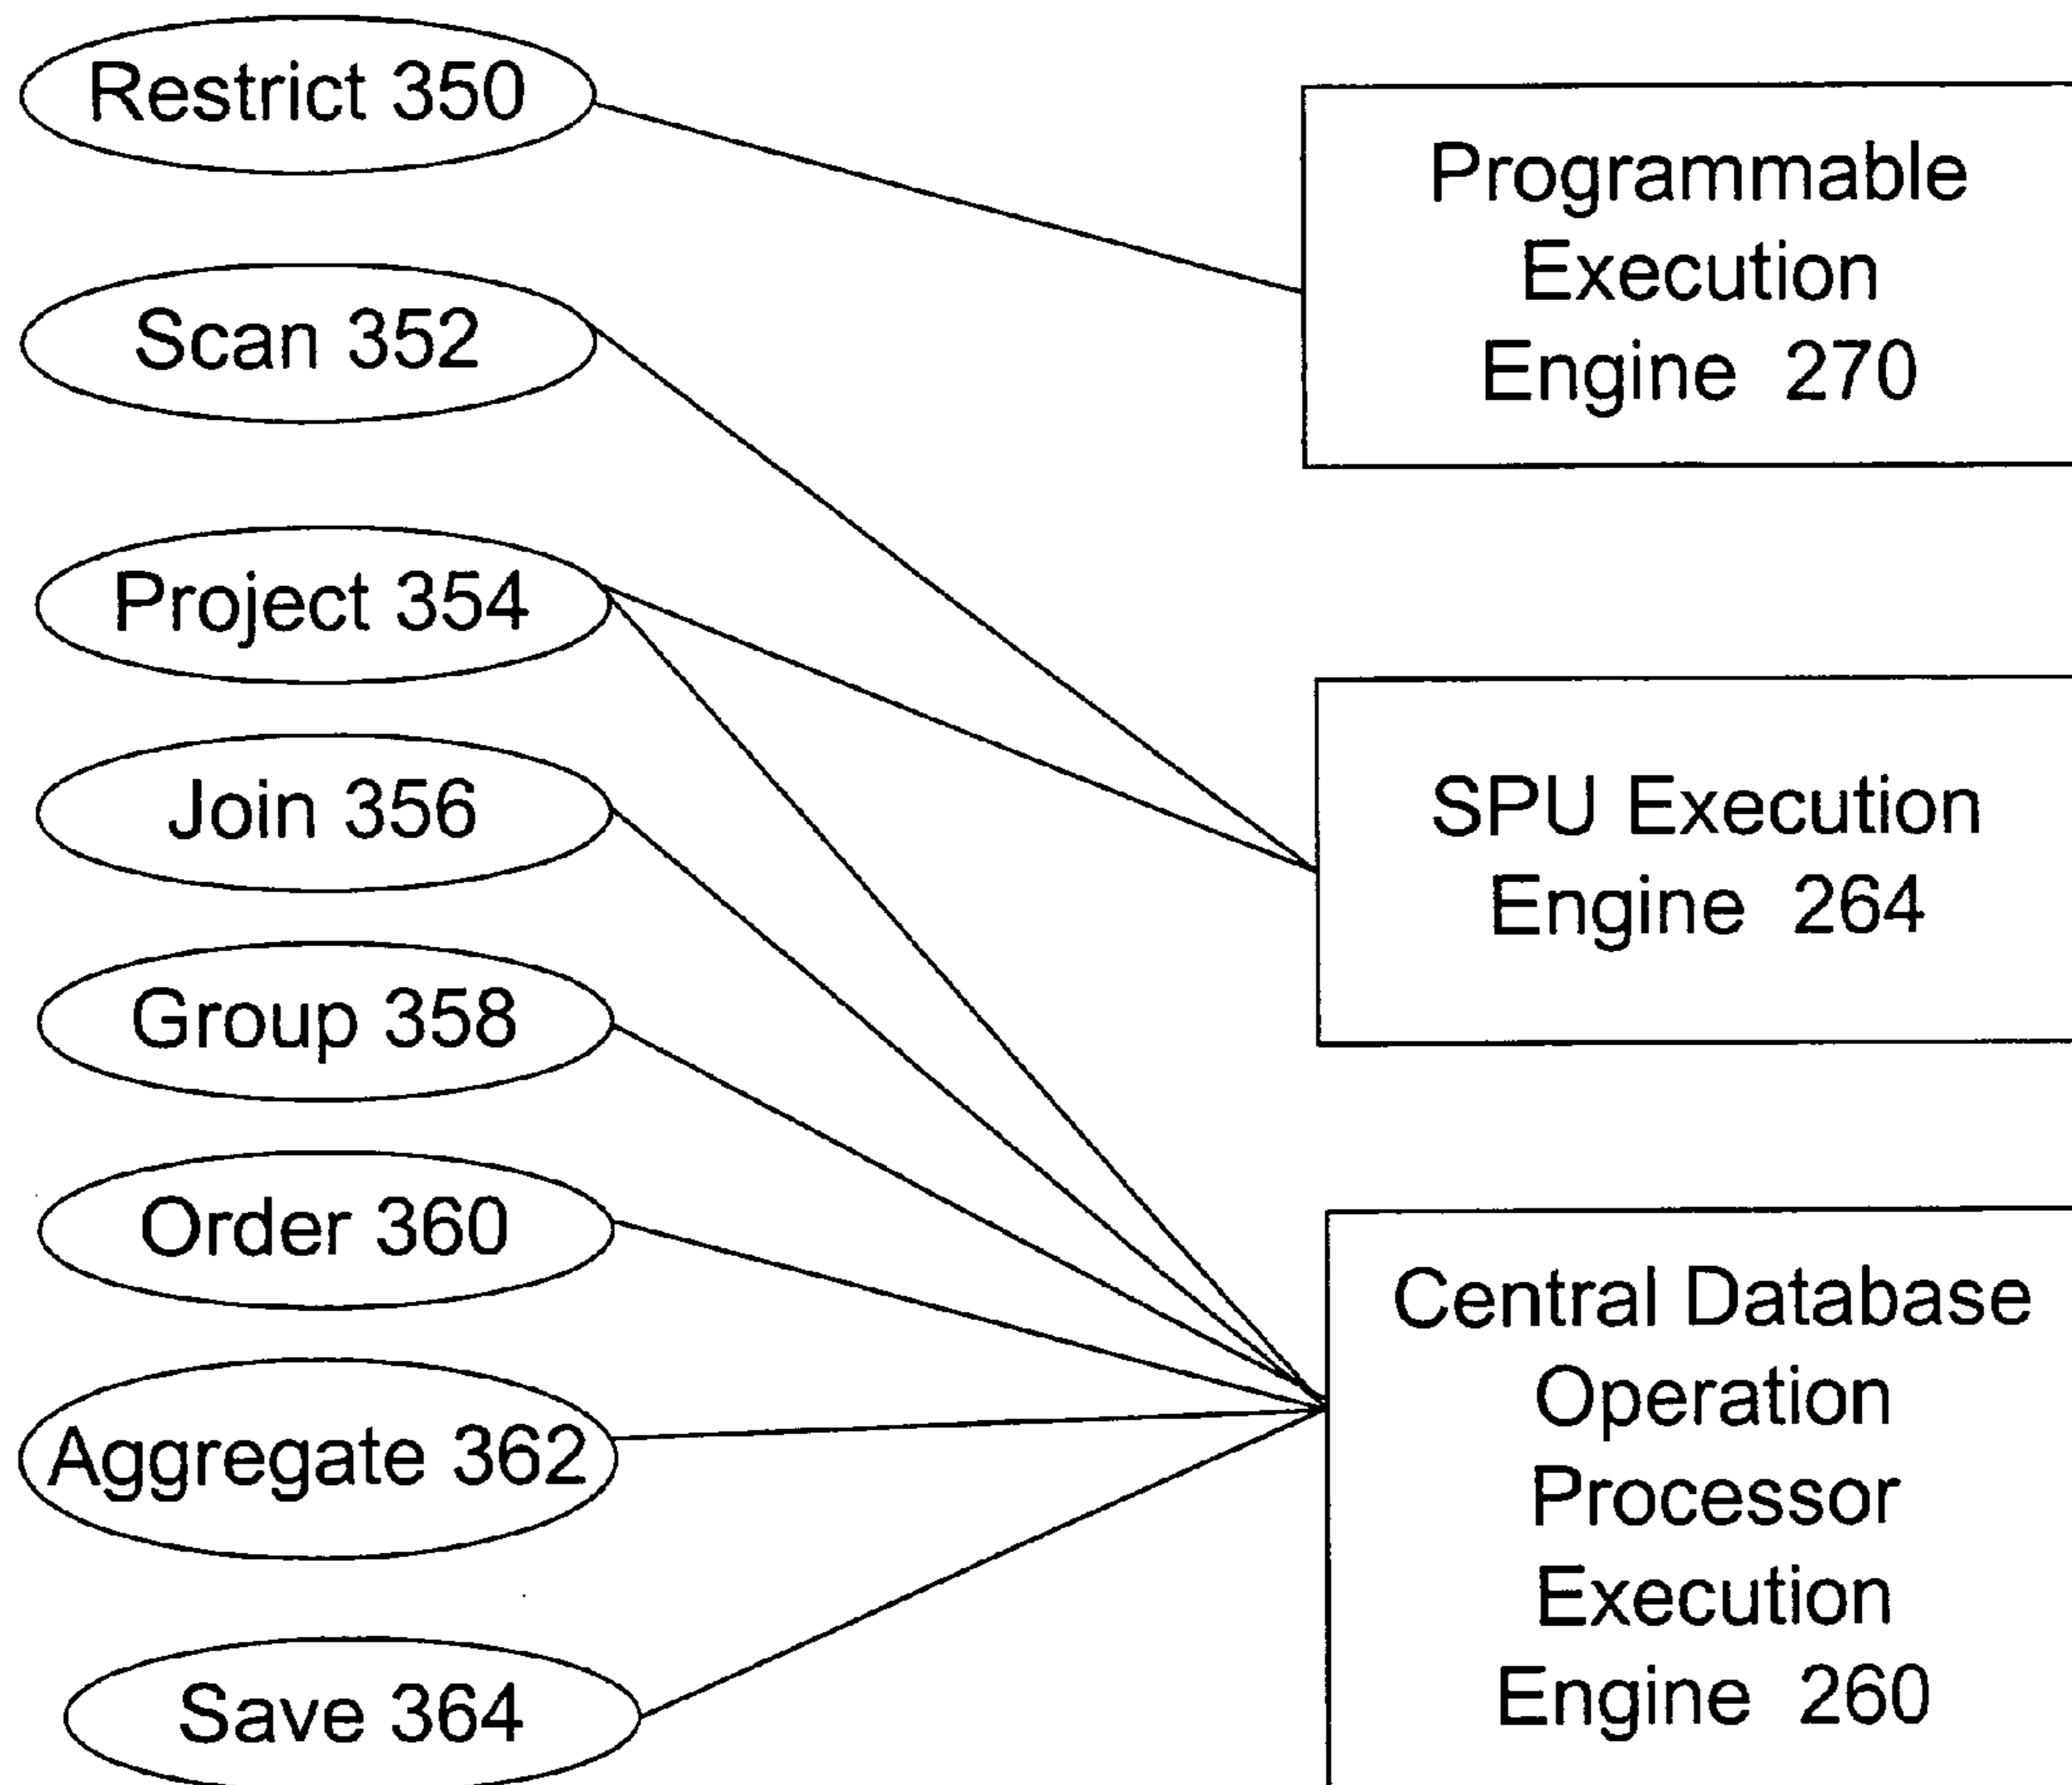 Restrict 350
Scan 352
Project 354
Join 356
Group 358
Order 360
Aggregate 362
Save 364
Programmable
Execution
Engine 270
SPU Execution
Engine 264
Central Database
Operation
Processor
Execution
Engine 260